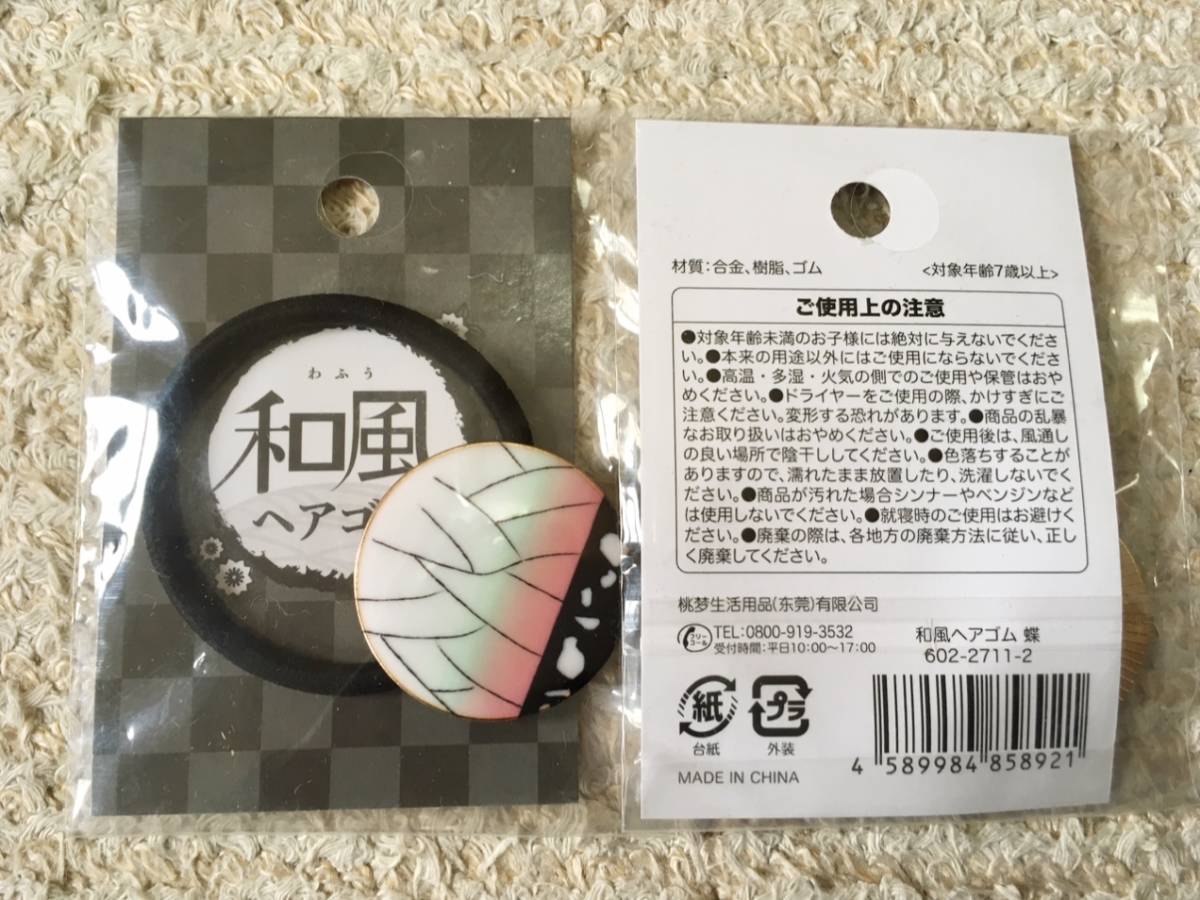 わふう
和風
ヘアゴ
材質：合金、樹脂、ゴム
<対象年齢7歳以上>
ご使用上の注意
●対象年齢未満のお子様には絶対に与えないでくださ
い。●本来の用途以外にはご使用にならないでくださ
い。●高温・多湿・火気の側でのご使用や保管はおや
めください。●ドライヤーをご使用の際、かけすぎにご
注意ください。変形する恐れがあります。●商品の乱暴
なお取り扱いはおやめください。●ご使用後は、風通し
の良い場所で陰干ししてください。●色落ちすることが
ありますので、濡れたまま放置したり、洗濯しないでく
ださい。●商品が汚れた場合シンナーやベンジンなど
は使用しないでください。●就寝時のご使用はお避けく
ださい。●廃棄の際は、各地方の廃棄方法に従い、正し
く廃棄してください。
桃梦生活用品(东莞)有限公司
フリーコール
TEL:0800-919-3532
受付時間：平日10:00～17:00
和風ヘアゴム 蝶
602-2711-2
紙
台紙
プラ
外装
MADE IN CHINA
4 589984 858921